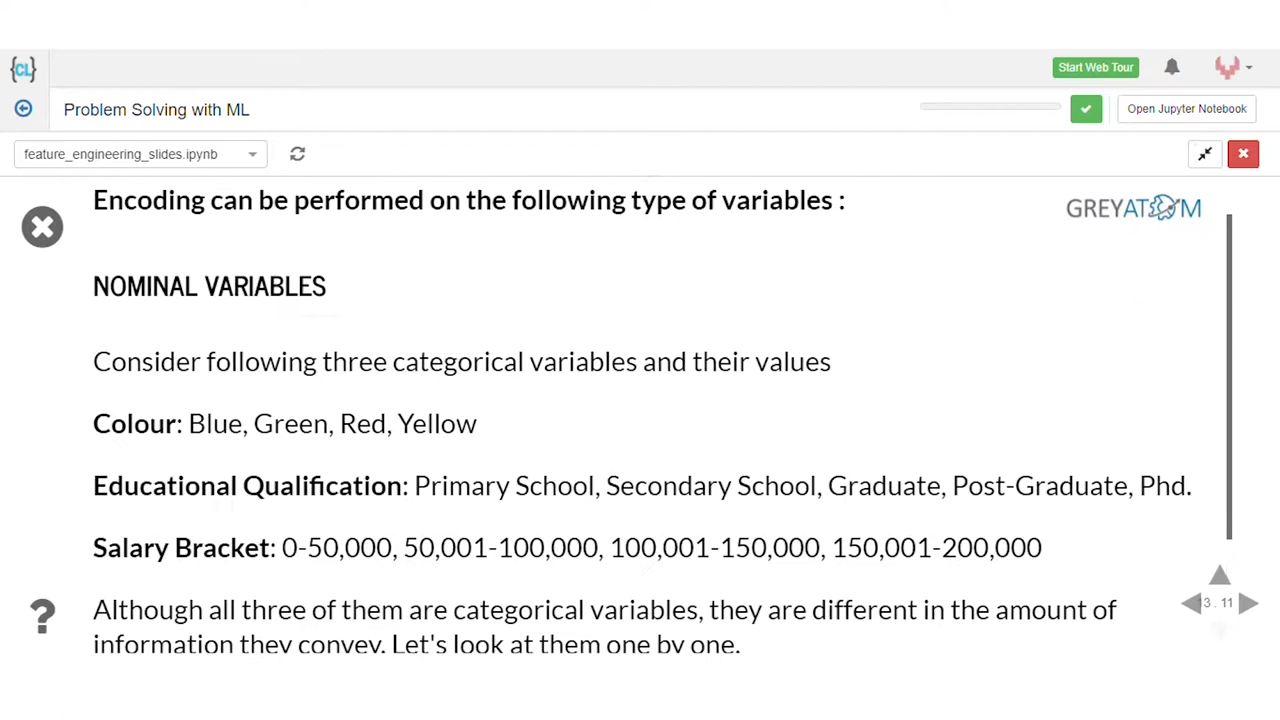 {CL}
Start Web Tour
Problem Solving with ML
Open Jupyter Notebook
feature_engineering_slides.ipynb
Encoding can be performed on the following type of variables :
GREYATOM
NOMINAL VARIABLES
Consider following three categorical variables and their values
Colour: Blue, Green, Red, Yellow
Educational Qualification: Primary School, Secondary School, Graduate, Post-Graduate, Phd.
Salary Bracket: 0-50,000, 50,001-100,000, 100,001-150,000, 150,001-200,000
13 . 11
Although all three of them are categorical variables, they are different in the amount of
information they convey. Let's look at them one by one.